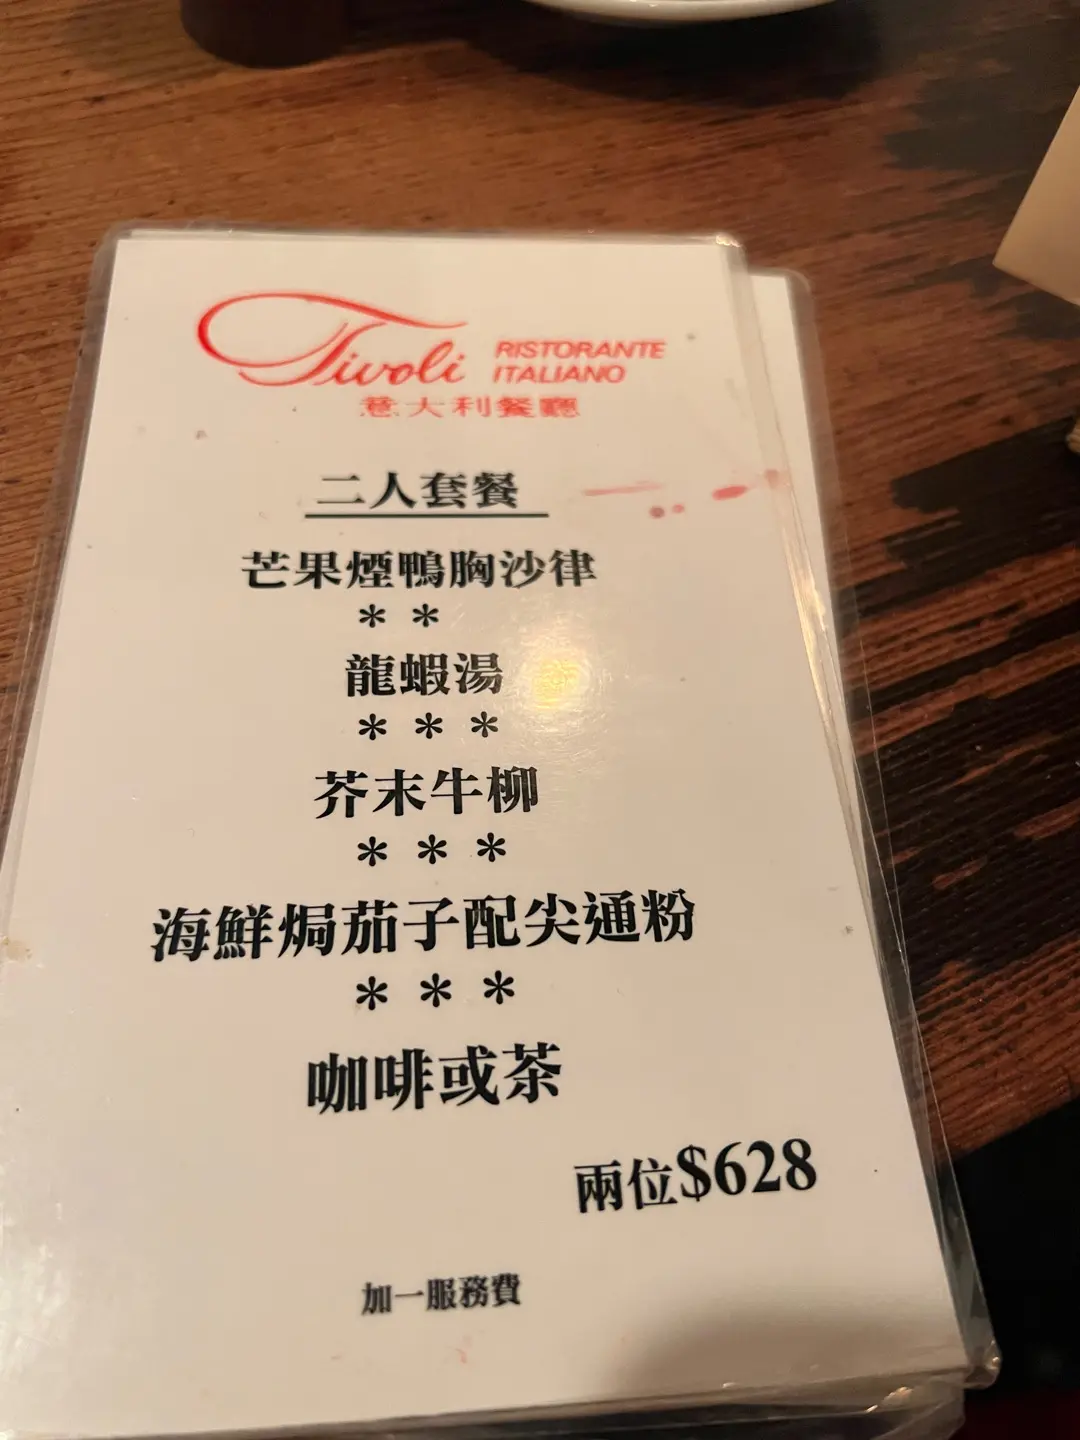 Tivoli RISTORANTE
ITALIANO
意大利餐廳
二人套餐
芒果煙鴨胸沙律
* *
龍蝦湯
* * *
芥末牛柳
* * *
海鮮焗茄子配尖通粉
* * *
咖啡或茶
兩位$628
加一服務費